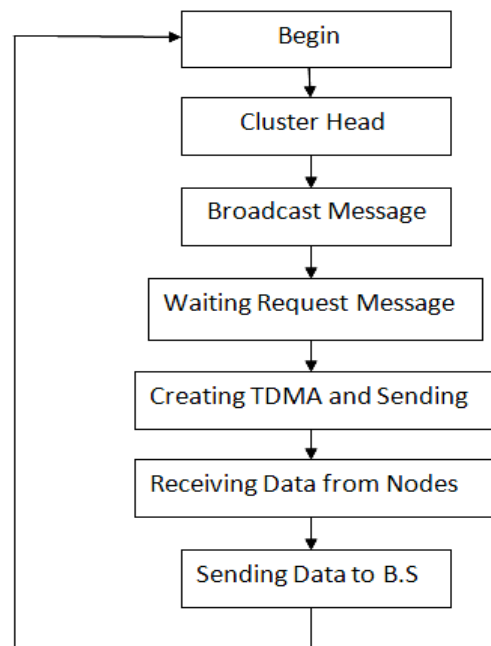 Begin
Cluster Head
Broadcast Message
Waiting Request Message
Creating TDMA and Sending
Receiving Data from Nodes
Sending Data to B.S